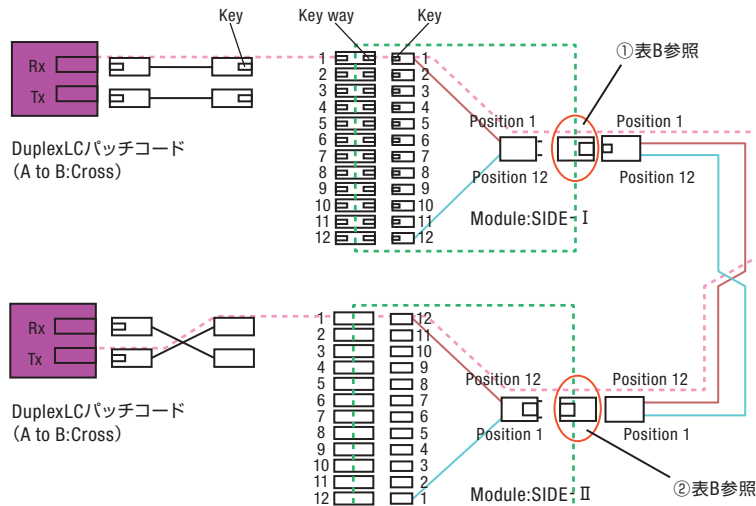 Key
Key way
Key
①表B参照
Rx
Tx
1 1
2 2
3 3
4 4
5 5
6 6
7 7
8 8
9 9
10 10
11 11
12 12
Position 1
Position 1
Position 12
Position 12
DuplexLCパッチコード
(A to B:Cross)
Module:SIDE-Ⅰ
Rx
Tx
1 12
2 11
3 10
4 9
5 8
6 7
7 6
8 5
9 4
10 3
11 2
12 1
Position 12
Position 12
Position 1
Position 1
DuplexLCパッチコード
(A to B:Cross)
Module:SIDE-Ⅱ
②表B参照